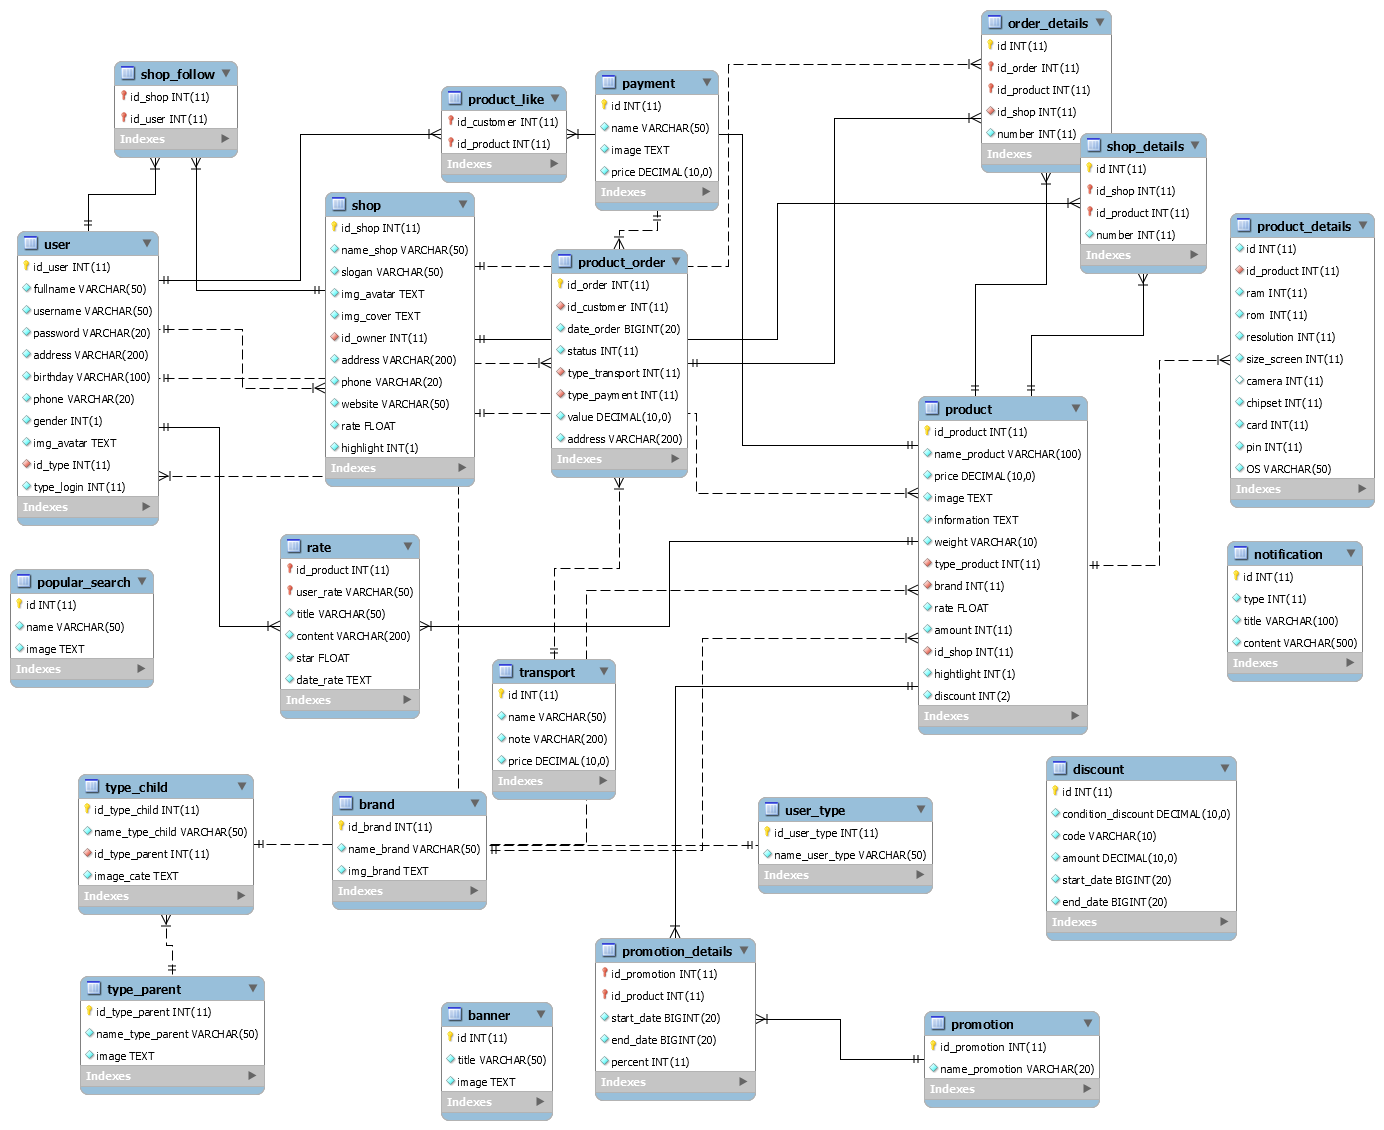 shop_follow
id_shop INT(11)
id_user INT(11)
Indexes
product_like
id_customer INT(11)
id_product INT(11)
Indexes
payment
id INT(11)
name VARCHAR(50)
image TEXT
price DECIMAL(10,0)
Indexes
order_details
id INT(11)
id_order INT(11)
id_product INT(11)
id_shop INT(11)
number INT(11)
Indexes
shop_details
id INT(11)
id_shop INT(11)
id_product INT(11)
number INT(11)
Indexes
user
id_user INT(11)
fullname VARCHAR(50)
username VARCHAR(50)
password VARCHAR(20)
address VARCHAR(200)
birthday VARCHAR(100)
phone VARCHAR(20)
gender INT(1)
img_avatar TEXT
id_type INT(11)
type_login INT(11)
Indexes
shop
id_shop INT(11)
name_shop VARCHAR(50)
slogan VARCHAR(50)
img_avatar TEXT
img_cover TEXT
id_owner INT(11)
address VARCHAR(200)
phone VARCHAR(20)
website VARCHAR(50)
rate FLOAT
highlight INT(1)
Indexes
product_order
id_order INT(11)
id_customer INT(11)
date_order BIGINT(20)
status INT(11)
type_transport INT(11)
type_payment INT(11)
value DECIMAL(10,0)
address VARCHAR(200)
Indexes
product_details
id INT(11)
id_product INT(11)
ram INT(11)
rom INT(11)
resolution INT(11)
size_screen INT(11)
camera INT(11)
chipset INT(11)
card INT(11)
pin INT(11)
OS VARCHAR(50)
Indexes
product
id_product INT(11)
name_product VARCHAR(100)
price DECIMAL(10,0)
image TEXT
information TEXT
weight VARCHAR(10)
type_product INT(11)
brand INT(11)
rate FLOAT
amount INT(11)
id_shop INT(11)
hightlight INT(1)
discount INT(2)
Indexes
popular_search
id INT(11)
name VARCHAR(50)
image TEXT
Indexes
rate
id_product INT(11)
user_rate VARCHAR(50)
title VARCHAR(50)
content VARCHAR(200)
star FLOAT
date_rate TEXT
Indexes
notification
id INT(11)
type INT(11)
title VARCHAR(100)
content VARCHAR(500)
Indexes
transport
id INT(11)
name VARCHAR(50)
note VARCHAR(200)
price DECIMAL(10,0)
Indexes
type_child
id_type_child INT(11)
name_type_child VARCHAR(50)
id_type_parent INT(11)
image_cate TEXT
Indexes
brand
id_brand INT(11)
name_brand VARCHAR(50)
img_brand TEXT
Indexes
user_type
id_user_type INT(11)
name_user_type VARCHAR(50)
Indexes
discount
id INT(11)
condition_discount DECIMAL(10,0)
code VARCHAR(10)
amount DECIMAL(10,0)
start_date BIGINT(20)
end_date BIGINT(20)
Indexes
type_parent
id_type_parent INT(11)
name_type_parent VARCHAR(50)
image TEXT
Indexes
banner
id INT(11)
title VARCHAR(50)
image TEXT
Indexes
promotion_details
id_promotion INT(11)
id_product INT(11)
start_date BIGINT(20)
end_date BIGINT(20)
percent INT(11)
Indexes
promotion
id_promotion INT(11)
name_promotion VARCHAR(20)
Indexes